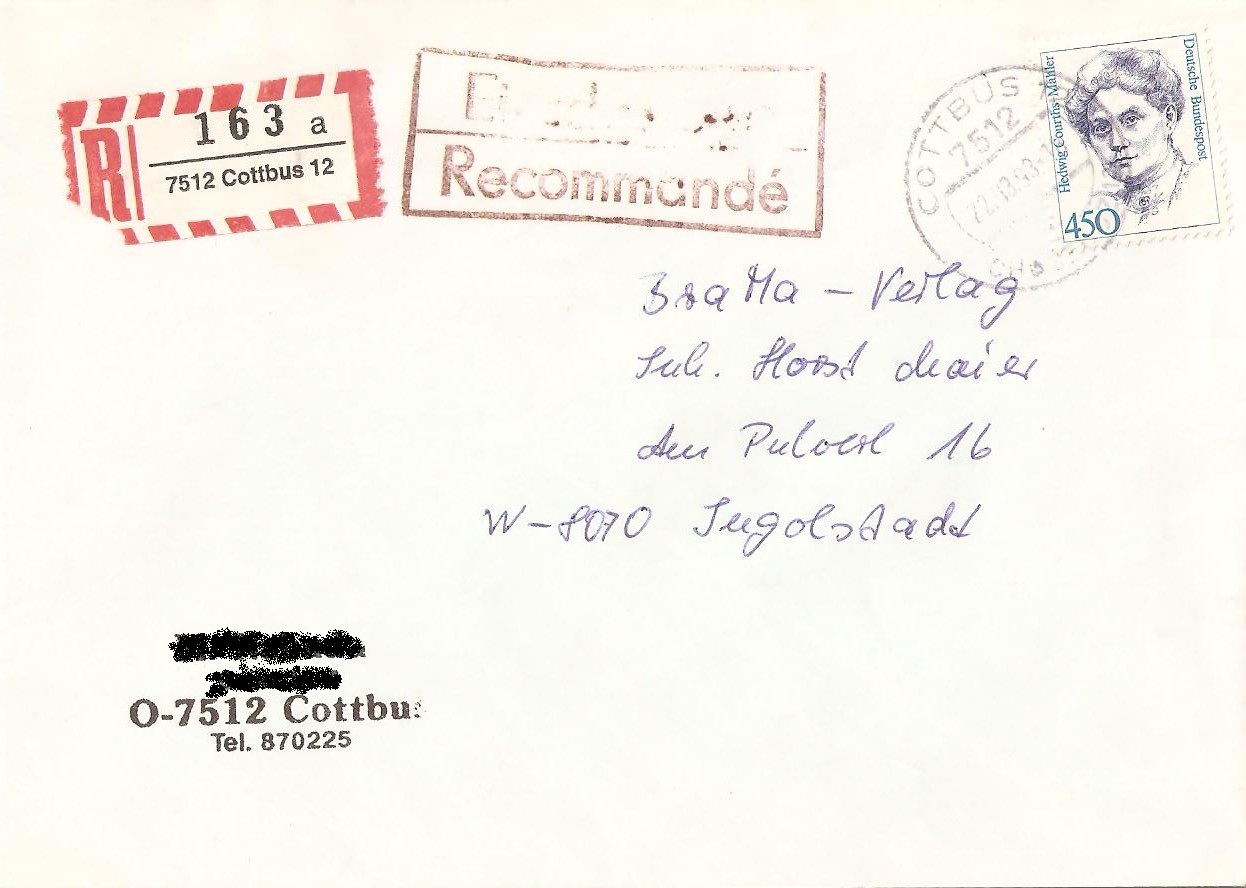 R
163 a
7512 Cottbus 12
Recommandé
COTTBUS
7512
Hedwig Courths-Mahler
Deutsche Bundespost
450
BraMa – Verlag
Inh. Horst Maier
Am Pulverl 16
W-8070 Ingolstadt
O-7512 Cottbus
Tel. 870225